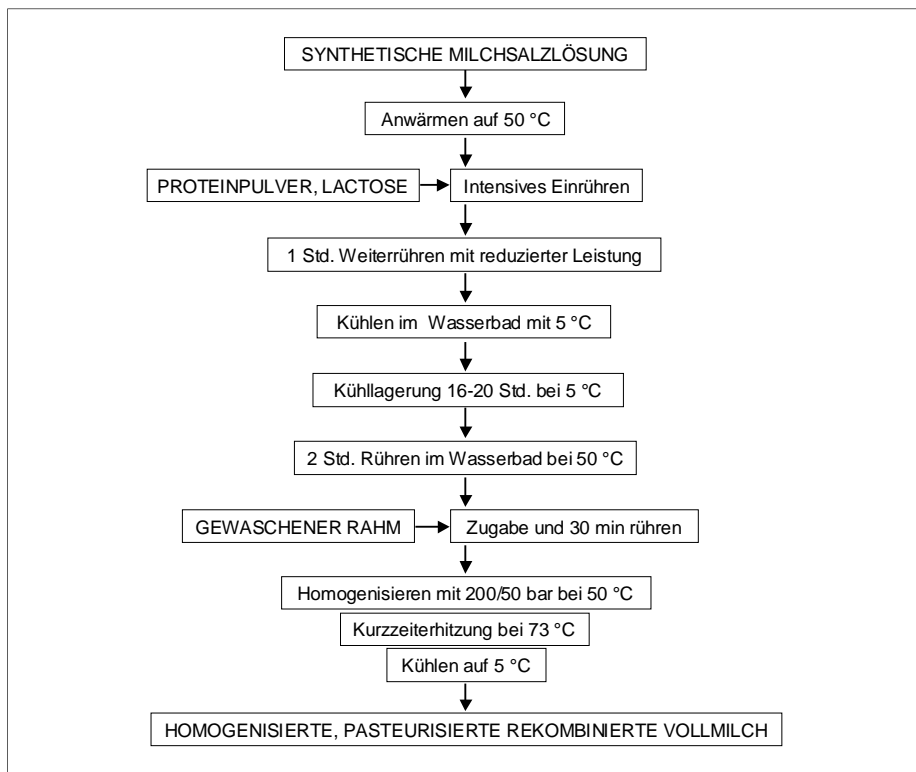 SYNTHETISCHE MILCHSALZLÖSUNG
Anwärmen auf 50 °C
PROTEINPULVER, LACTOSE
Intensives Einrühren
1 Std. Weiterrühren mit reduzierter Leistung
Kühlen im Wasserbad mit 5 °C
Kühllagerung 16-20 Std. bei 5 °C
2 Std. Rühren im Wasserbad bei 50 °C
GEWASCHENER RAHM
Zugabe und 30 min rühren
Homogenisieren mit 200/50 bar bei 50 °C
Kurzzeiterhitzung bei 73 °C
Kühlen auf 5 °C
HOMOGENISIERTE, PASTEURISIERTE REKOMBINIERTE VOLLMILCH